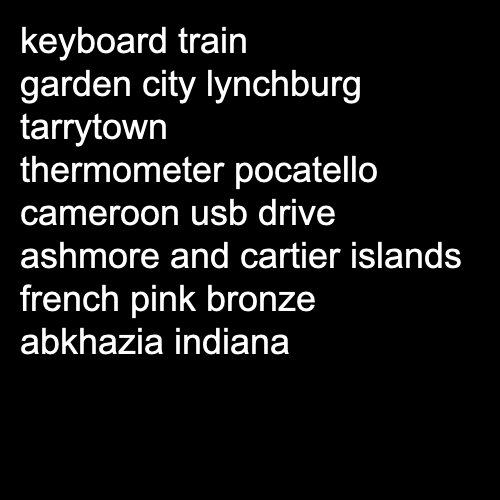 keyboard train
garden city lynchburg
tarrytown
thermometer pocatello
cameroon usb drive
ashmore and cartier islands
french pink bronze
abkhazia indiana